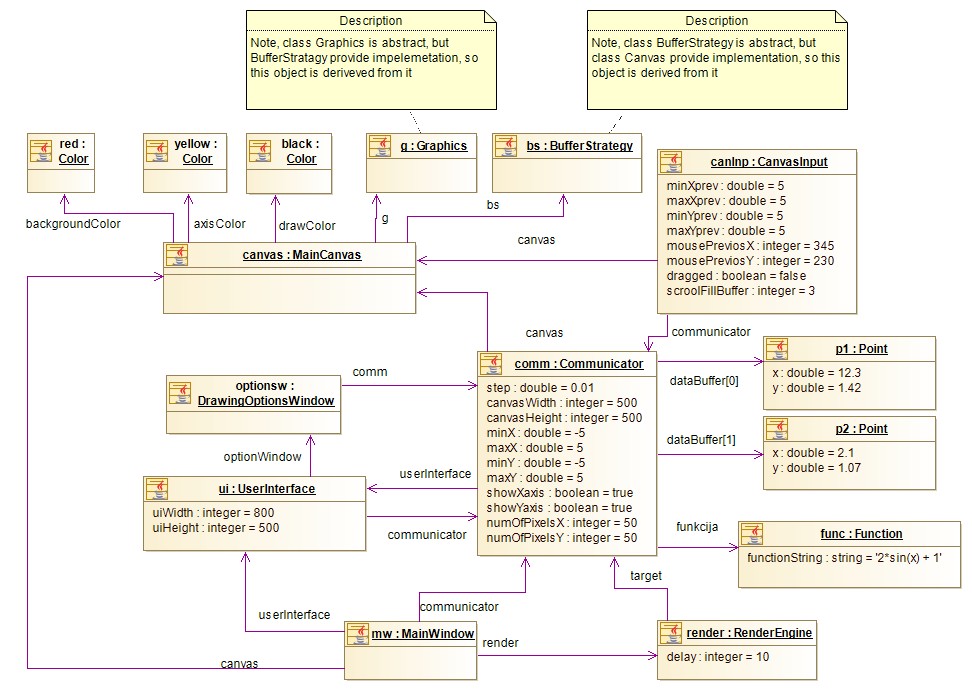 Description
Note, class Graphics is abstract, but
BufferStratagy provide impelemetation, so
this object is deriveved from it
Description
Note, class BufferStrategy is abstract, but
class Canvas provide implementation, so this
object is derived from it
red :
Color
yellow :
Color
black :
Color
g : Graphics
bs : BufferStrategy
canInp : CanvasInput
minXprev : double = 5
maxXprev : double = 5
minYprev : double = 5
maxYprev : double = 5
mousePreviosX : integer = 345
mousePreviosY : integer = 230
dragged : boolean = false
scroolFillBuffer : integer = 3
backgroundColor
axisColor
drawColor
g
bs
canvas
canvas : MainCanvas
canvas
communicator
comm : Communicator
step : double = 0.01
canvasWidth : integer = 500
canvasHeight : integer = 500
minX : double = -5
maxX : double = 5
minY : double = -5
maxY : double = 5
showXaxis : boolean = true
showYaxis : boolean = true
numOfPixelsX : integer = 50
numOfPixelsY : integer = 50
dataBuffer[0]
p1 : Point
x : double = 12.3
y : double = 1.42
dataBuffer[1]
p2 : Point
x : double = 2.1
y : double = 1.07
comm
optionsw :
DrawingOptionsWindow
optionWindow
userInterface
ui : UserInterface
uiWidth : integer = 800
uiHeight : integer = 500
communicator
funkcija
func : Function
functionString : string = '2*sin(x) + 1'
target
userInterface
communicator
mw : MainWindow
render
render : RenderEngine
delay : integer = 10
canvas